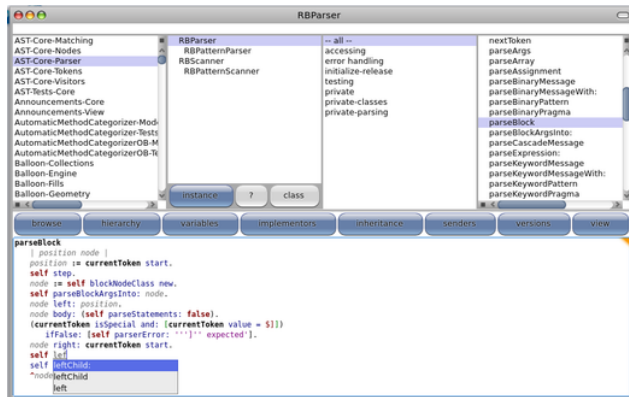 RBParser
AST-Core-Matching
AST-Core-Nodes
AST-Core-Parser
AST-Core-Tokens
AST-Core-Visitors
AST-Tests-Core
Announcements-Core
Announcements-View
AutomaticMethodCategorizer-Mod
AutomaticMethodCategorizer-Tests
AutomaticMethodCategorizerOB-M
AutomaticMethodCategorizerOB-Te
Balloon-Collections
Balloon-Engine
Balloon-Fills
Balloon-Geometry
RBParser
RBPatternParser
RBScanner
RBPatternScanner
instance ? class
-- all --
accessing
error handling
initialize-release
testing
private
private-classes
private-parsing
nextToken
parseArgs
parseArray
parseAssignment
parseBinaryMessage
parseBinaryMessageWith:
parseBinaryPattern
parseBinaryPragma
parseBlock
parseBlockArgsInto:
parseCascadeMessage
parseExpression:
parseKeywordMessage
parseKeywordMessageWith:
parseKeywordPattern
parseKeywordPragma
browse hierarchy variables implementors inheritance senders versions view
parseBlock
| position node |
position := currentToken start.
self step.
node := self blockNodeClass new.
self parseBlockArgsInto: node.
node left: position.
node body: (self parseStatements: false).
(currentToken isSpecial and: [currentToken value = $]])
ifFalse: [self parserError: ''']'' expected'].
node right: currentToken start.
self lef
self leftChild:
^node leftChild
left